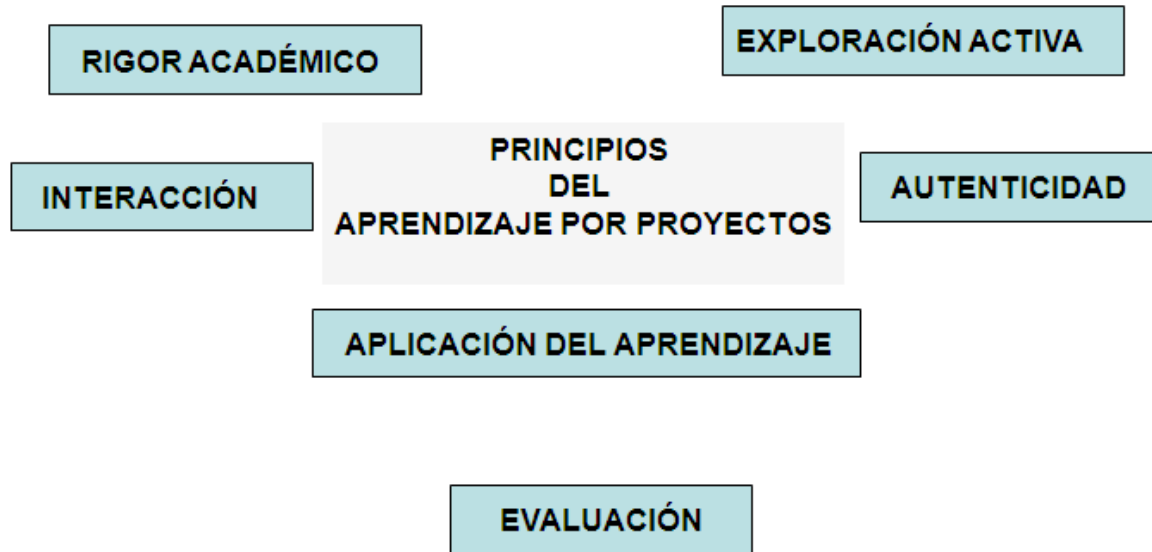 RIGOR ACADÉMICO
EXPLORACIÓN ACTIVA
PRINCIPIOS
DEL
APRENDIZAJE POR PROYECTOS
INTERACCIÓN
AUTENTICIDAD
APLICACIÓN DEL APRENDIZAJE
EVALUACIÓN